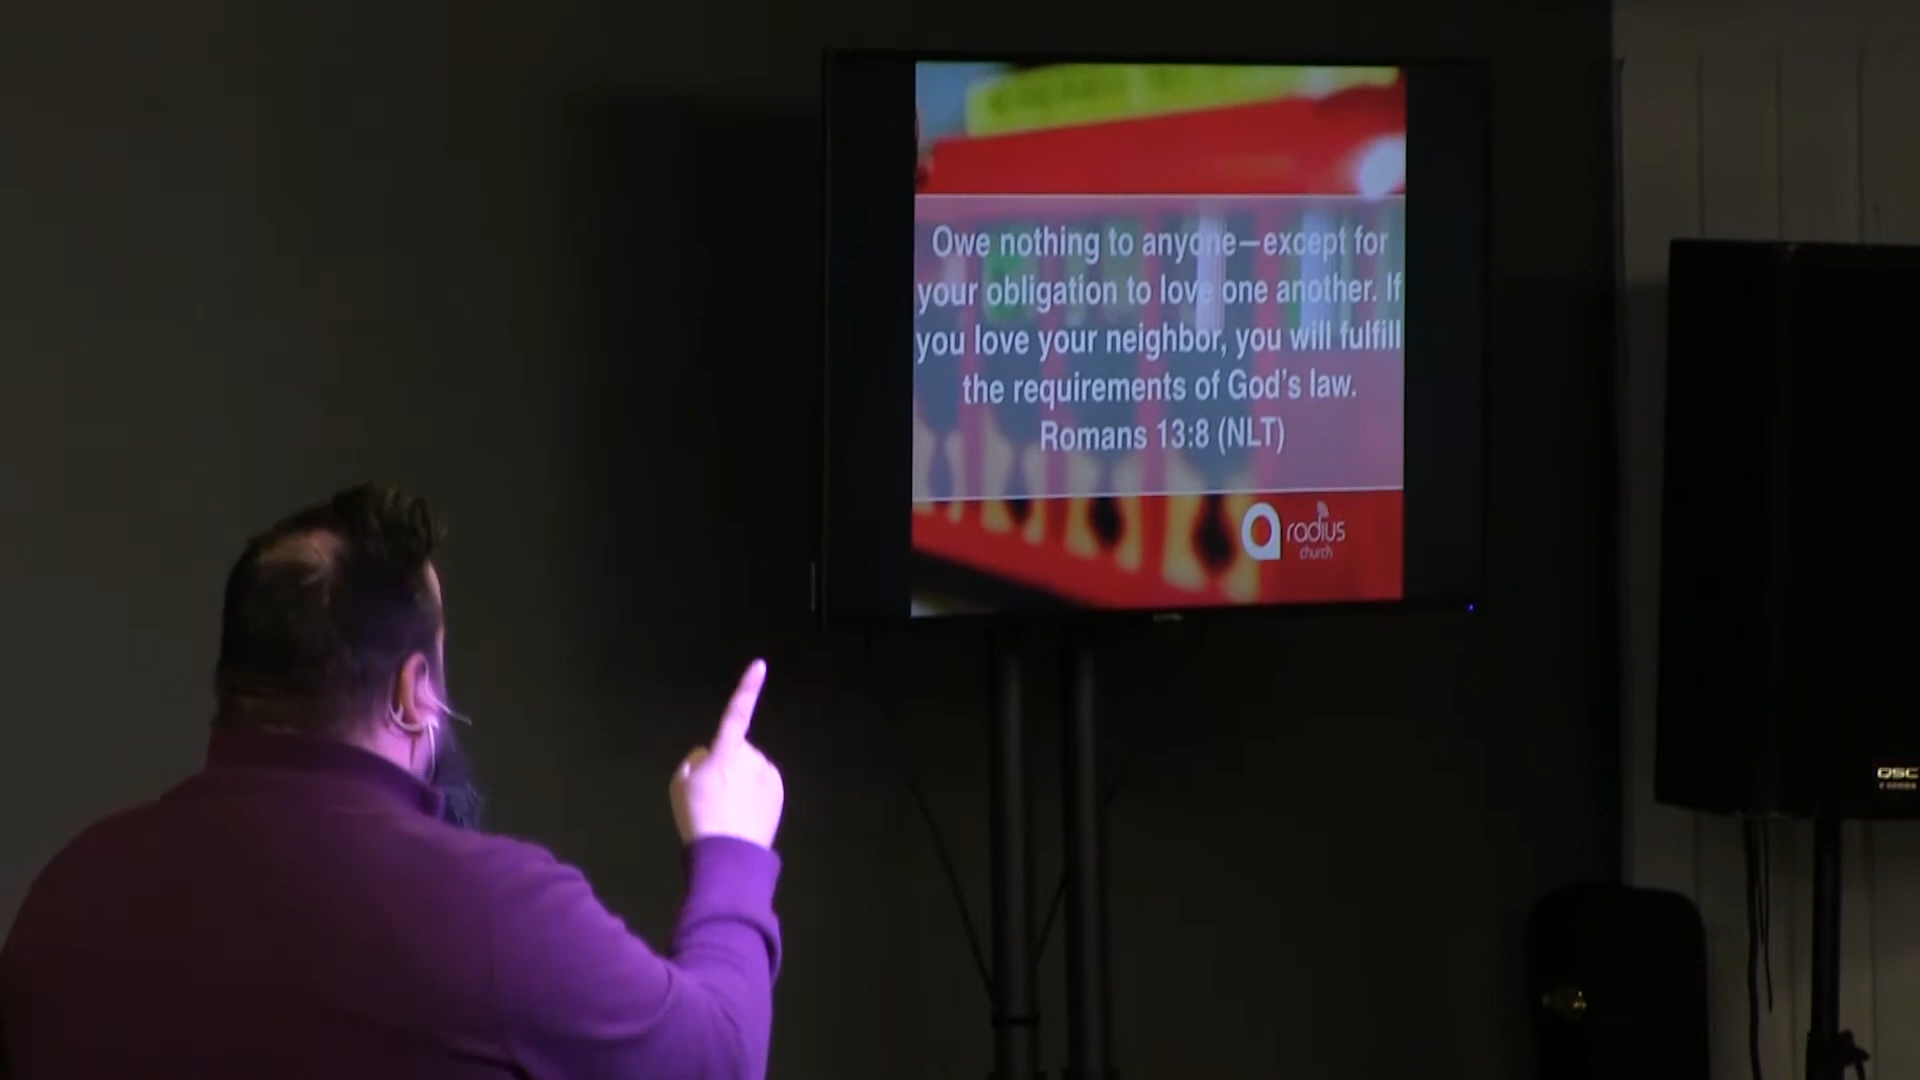 Owe nothing to anyone—except for
your obligation to love one another. If
you love your neighbor, you will fulfill
the requirements of God's law.
Romans 13:8 (NLT)
radius
church
QSC